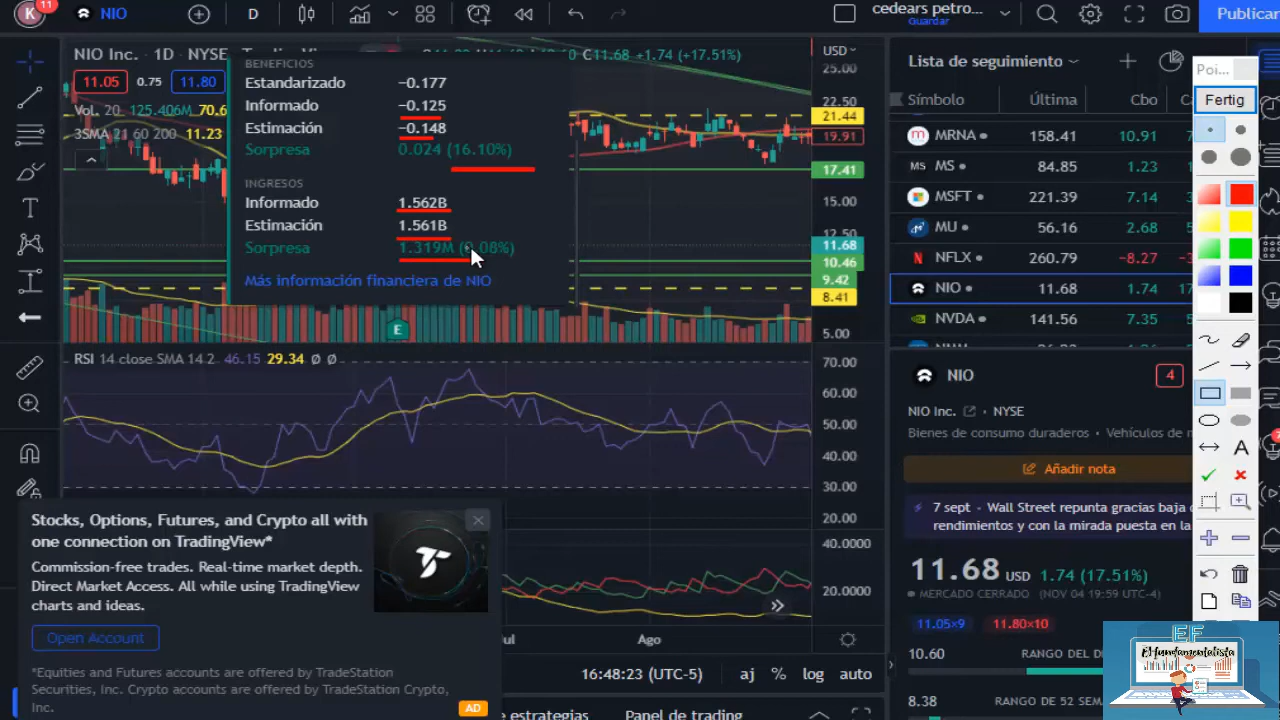 K 11 NIO D cedears petro...
Guardar
Publicar
NIO Inc. · 1D · NYSE
C11.68 +1.74 (+17.51%)
USD
11.05 0.75 11.80
Vol. 20 125.406M 70.6
3SMA 21 60 200 11.23
BENEFICIOS
Estandarizado −0.177
Informado −0.125
Estimación −0.148
Sorpresa 0.024 (16.10%)
INGRESOS
Informado 1.562B
Estimación 1.561B
Sorpresa 1.319M (0.08%)
Más información financiera de NIO
E
25.00
22.50
21.44
19.91
17.41
15.00
12.50
11.68
10.46
9.42
8.41
5.00
RSI 14 close SMA 14 2 46.15 29.34 Ø Ø
70.00
60.00
50.00
40.00
30.00
20.00
40.0000
20.0000
Stocks, Options, Futures, and Crypto all with
one connection on TradingView*
Commission-free trades. Real-time market depth.
Direct Market Access. All while using TradingView
charts and ideas.
Open Account
*Equities and Futures accounts are offered by TradeStation
Securities, Inc. Crypto accounts are offered by TradeStation Crypto,
Inc.
AD
ul Ago
16:48:23 (UTC-5) aj % log auto
estrategia Panel de trading
Lista de seguimiento
Símbolo Última Cbo
MRNA 158.41 10.91
MS MS 84.85 1.23
MSFT 221.39 7.14
MU 57.46 1.35
NFLX 260.79 −8.27
NIO 11.68 1.74
NVDA 141.56 7.35
NIO 4
NIO Inc. · NYSE
Bienes de consumo duraderos · Vehículos de
Añadir nota
sept · Wall Street repunta gracias baja d
rendimientos y con la mirada puesta en la
11.68 USD 1.74 (17.51%)
MERCADO CERRADO (NOV 04 19:59 UTC-4)
11.05×9 11.80×10
10.60 RANGO DEL D
8.38 RANGO DE 52 SEM
Poi...
Fertig
A
EF
El Fundamentalista